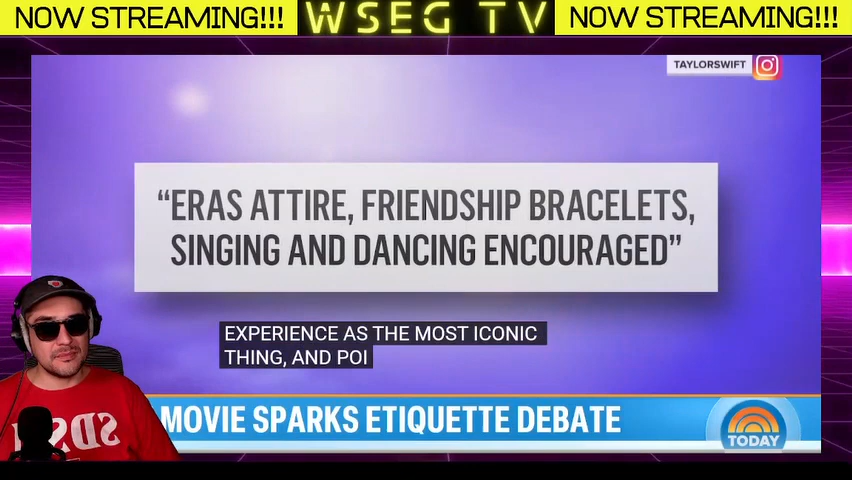 NOW STREAMING!!! WSEG TV NOW STREAMING!!!
TAYLORSWIFT
“ERAS ATTIRE, FRIENDSHIP BRACELETS,
SINGING AND DANCING ENCOURAGED”
EXPERIENCE AS THE MOST ICONIC
THING, AND POI
MOVIE SPARKS ETIQUETTE DEBATE
TODAY
SDS